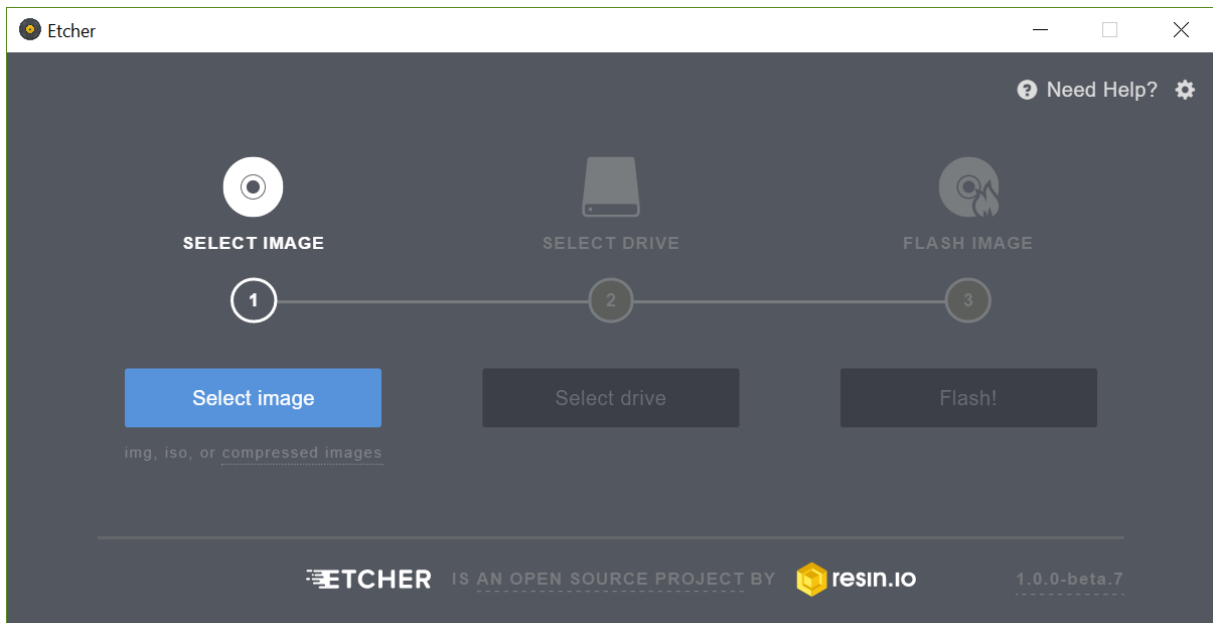 Etcher
Need Help?
SELECT IMAGE
SELECT DRIVE
FLASH IMAGE
1
2
3
Select image
Select drive
Flash!
img, iso, or compressed images
ETCHER IS AN OPEN SOURCE PROJECT BY resin.io 1.0.0-beta.7